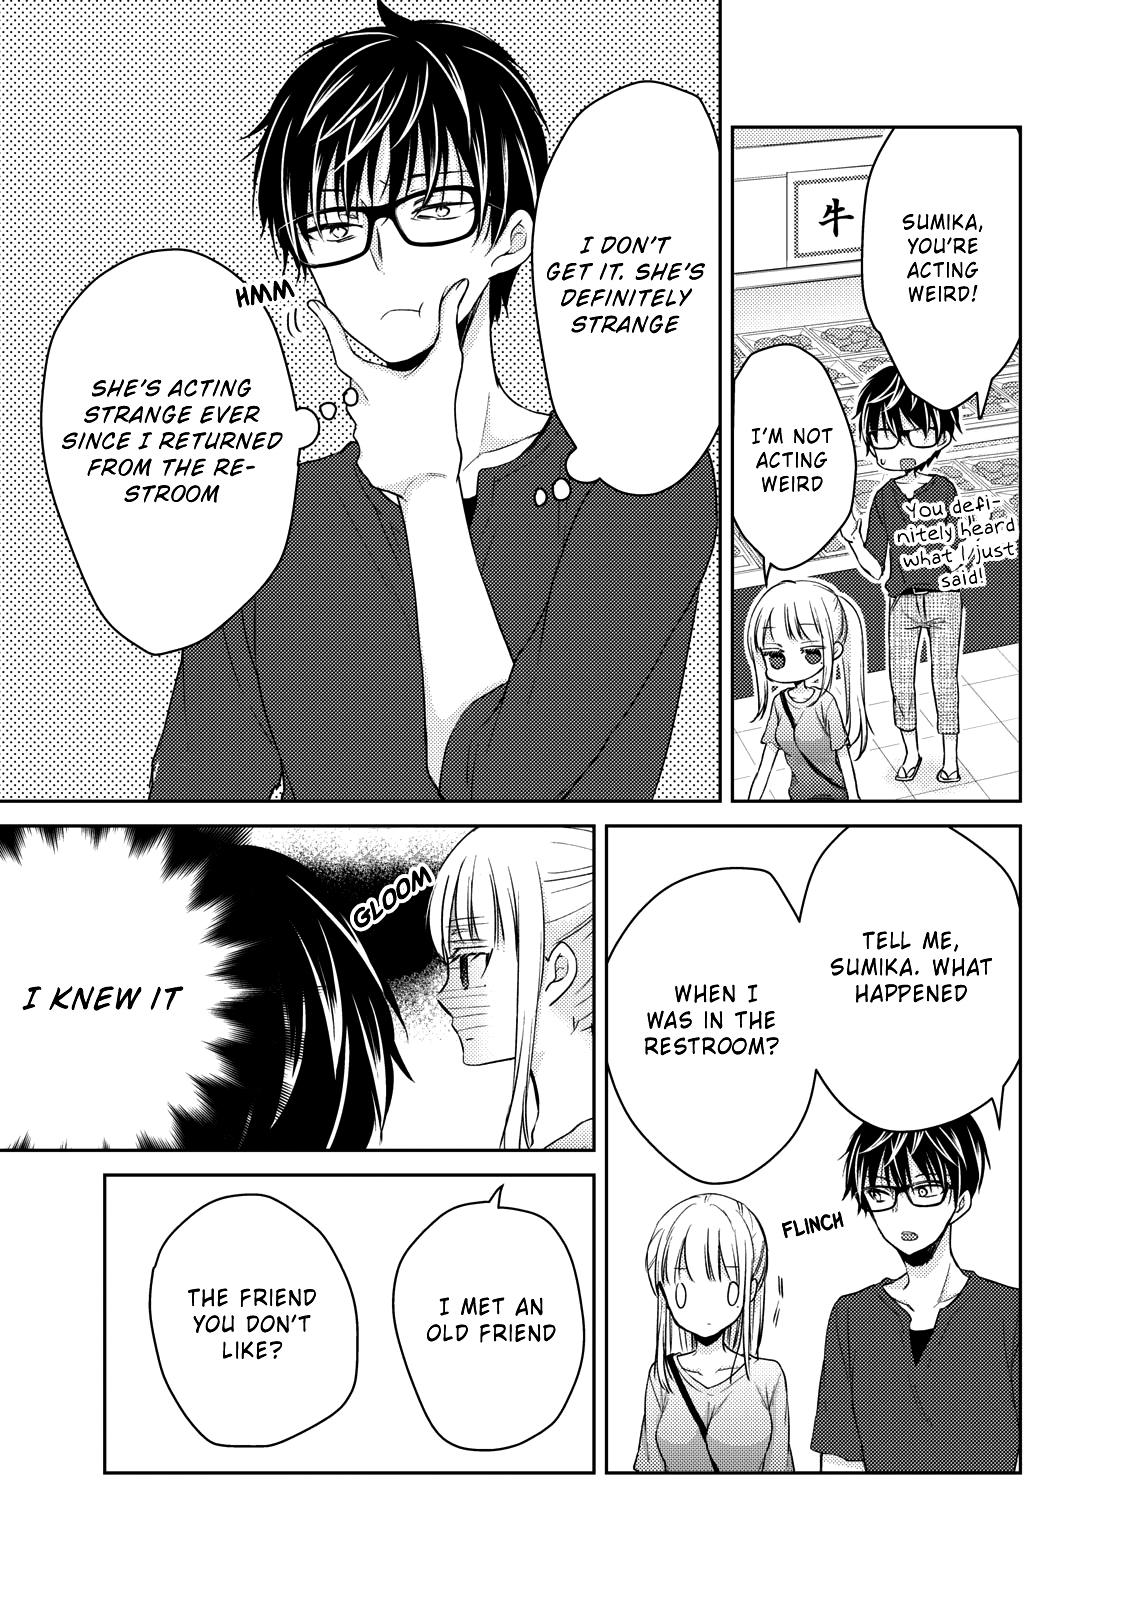 牛
SUMIKA,
YOU'RE
ACTING
WEIRD!
I'M NOT
ACTING
WEIRD
You defi-
nitely heard
what I just
said!
I DON'T
GET IT. SHE'S
DEFINITELY
STRANGE
HMM
SHE'S ACTING
STRANGE EVER
SINCE I RETURNED
FROM THE RE-
STROOM
TELL ME,
SUMIKA. WHAT
HAPPENED
WHEN I
WAS IN THE
RESTROOM?
FLINCH
GLOOM
I KNEW IT
I MET AN
OLD FRIEND
THE FRIEND
YOU DON'T
LIKE?